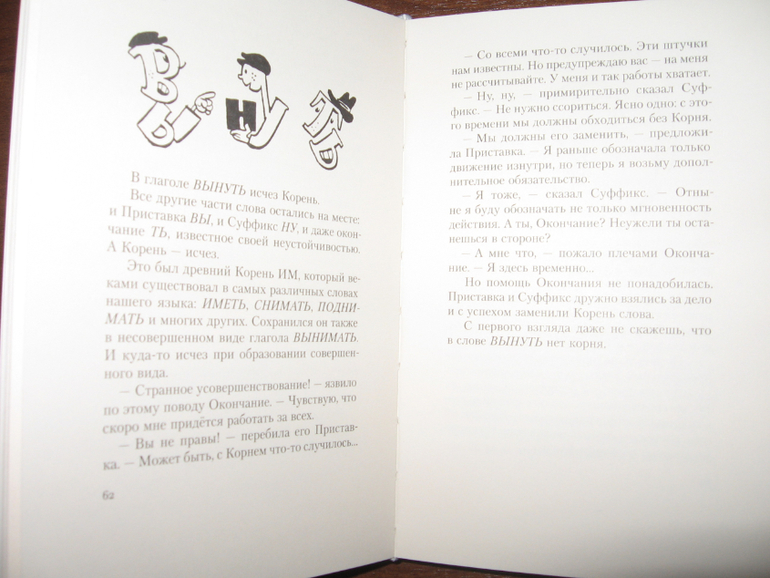 ВЫ НУ ТЬ
В глаголе ВЫНУТЬ исчез Корень.
Все другие части слова остались на месте:
и Приставка ВЫ, и Суффикс НУ, и даже окон-
чание ТЬ, известное своей неустойчивостью.
А Корень — исчез.
Это был древний Корень ИМ, который ве-
ками существовал в самых различных словах
нашего языка: ИМЕТЬ, СНИМАТЬ, ПОДНИ-
МАТЬ и многих других. Сохранился он также
в несовершенном виде глагола ВЫНИМАТЬ.
И куда-то исчез при образовании совершен-
ного вида.
— Странное усовершенствование! — язвило
по этому поводу Окончание. — Чувствую, что
скоро мне придётся работать за всех.
— Вы не правы! — перебила его Пристав-
ка. — Может быть, с Корнем что-то случилось...
62
— Со всеми что-то случилось. Эти штучки
нам известны. Но предупреждаю вас — на меня
не рассчитывайте. У меня и так работы хватает.
— Ну, ну, — примирительно сказал Суф-
фикс. — Не нужно ссориться. Ясно одно: с это-
го времени мы должны обходиться без Корня.
— Мы должны его заменить, — предложи-
ла Приставка. — Я раньше обозначала только
движение изнутри, но теперь я возьму допол-
нительное обязательство.
— Я тоже, — сказал Суффикс. — Отны-
не я буду обозначать не только мгновенность
действия. А ты, Окончание? Неужели ты ос-
танешься в стороне?
— А мне что, — пожало плечами Оконча-
ние. — Я здесь временно...
Но помощь Окончания не понадобилась.
Приставка и Суффикс дружно взялись за дело
и с успехом заменили Корень слова.
С первого взгляда даже не скажешь, что
в слове ВЫНУТЬ нет корня.